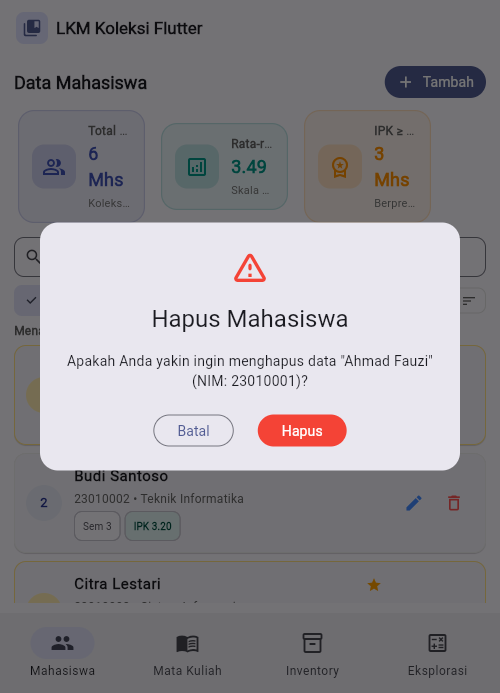 LKM Koleksi Flutter
Data Mahasiswa
Tambah
Total ...
6
Mhs
Koleks...
Rata-r...
3.49
Skala ...
IPK ≥ ...
3
Mhs
Berpre...
Hapus Mahasiswa
Apakah Anda yakin ingin menghapus data "Ahmad Fauzi"
(NIM: 23010001)?
Batal
Hapus
2
Budi Santoso
23010002 • Teknik Informatika
Sem 3
IPK 3.20
Citra Lestari
Mahasiswa
Mata Kuliah
Inventory
Eksplorasi